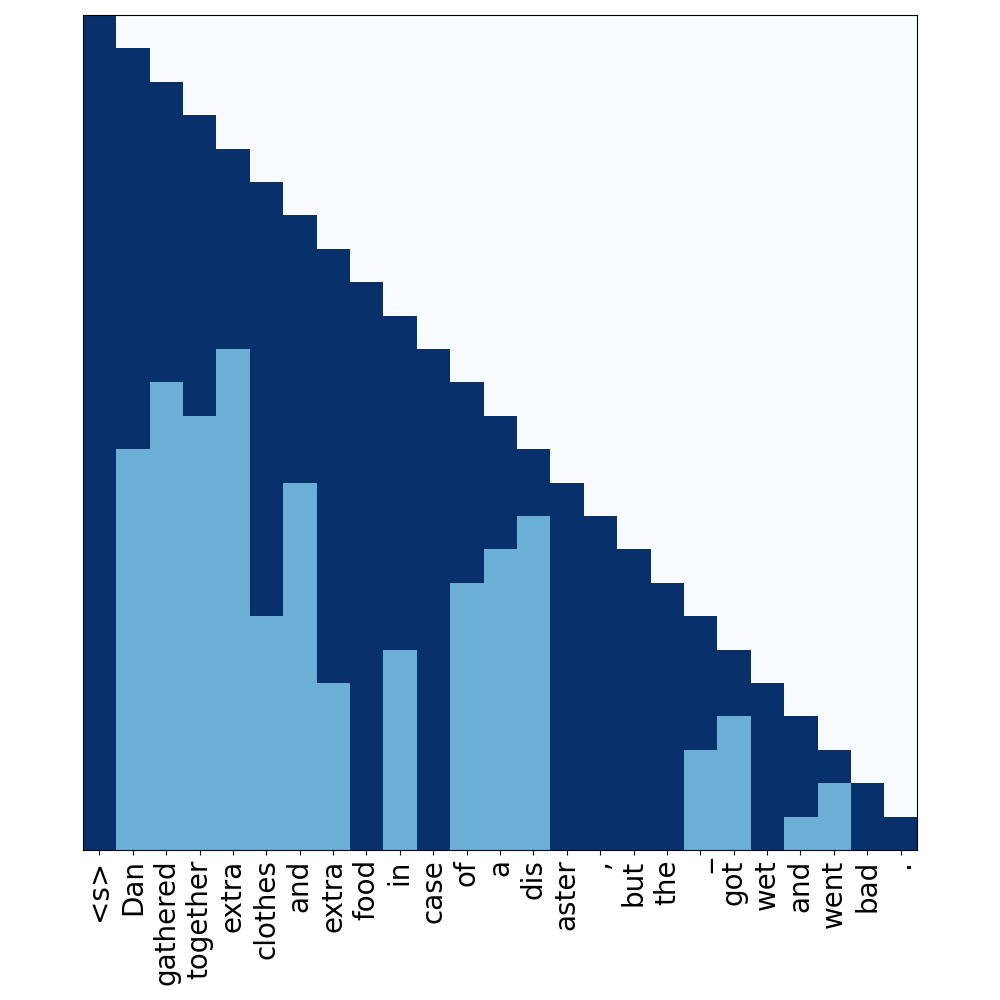 <s>
Dan
gathered
together
extra
clothes
and
extra
food
in
case
of
a
dis
aster
,
but
the
_
got
wet
and
went
bad
.